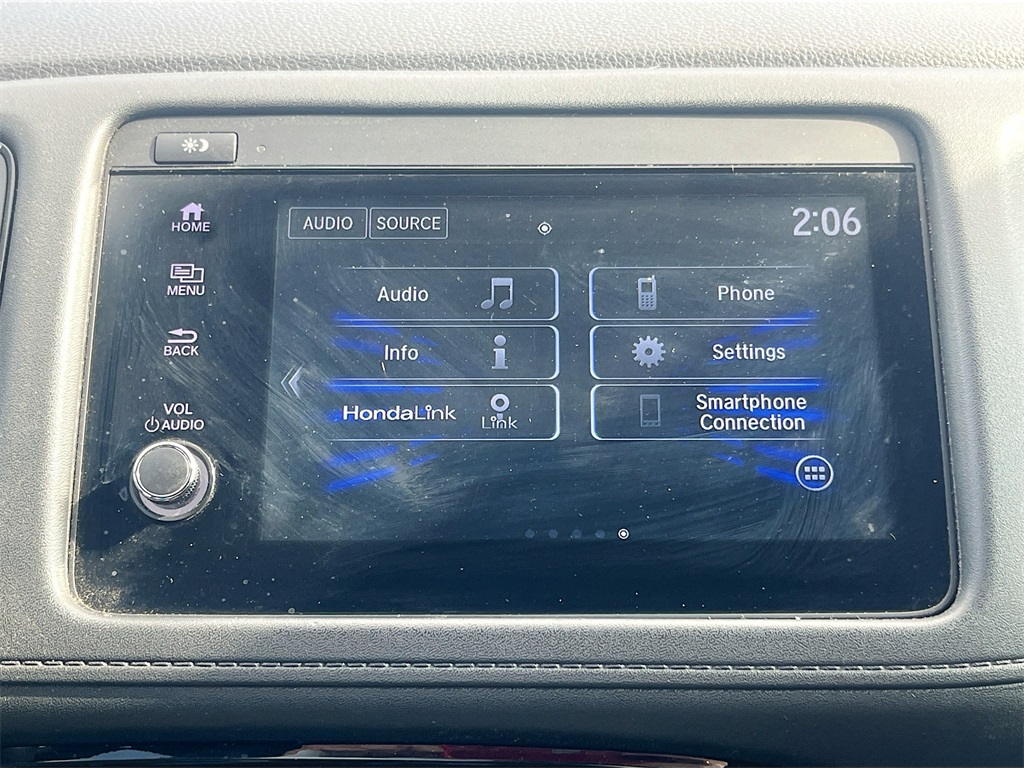 HOME
MENU
BACK
VOL
AUDIO
AUDIO SOURCE
2:06
Audio
Phone
Info
Settings
HondaLink
Link
Smartphone
Connection